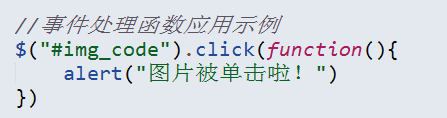 //事件处理函数应用示例
$("#img_code").click(function(){
    alert("图片被单击啦！")
})